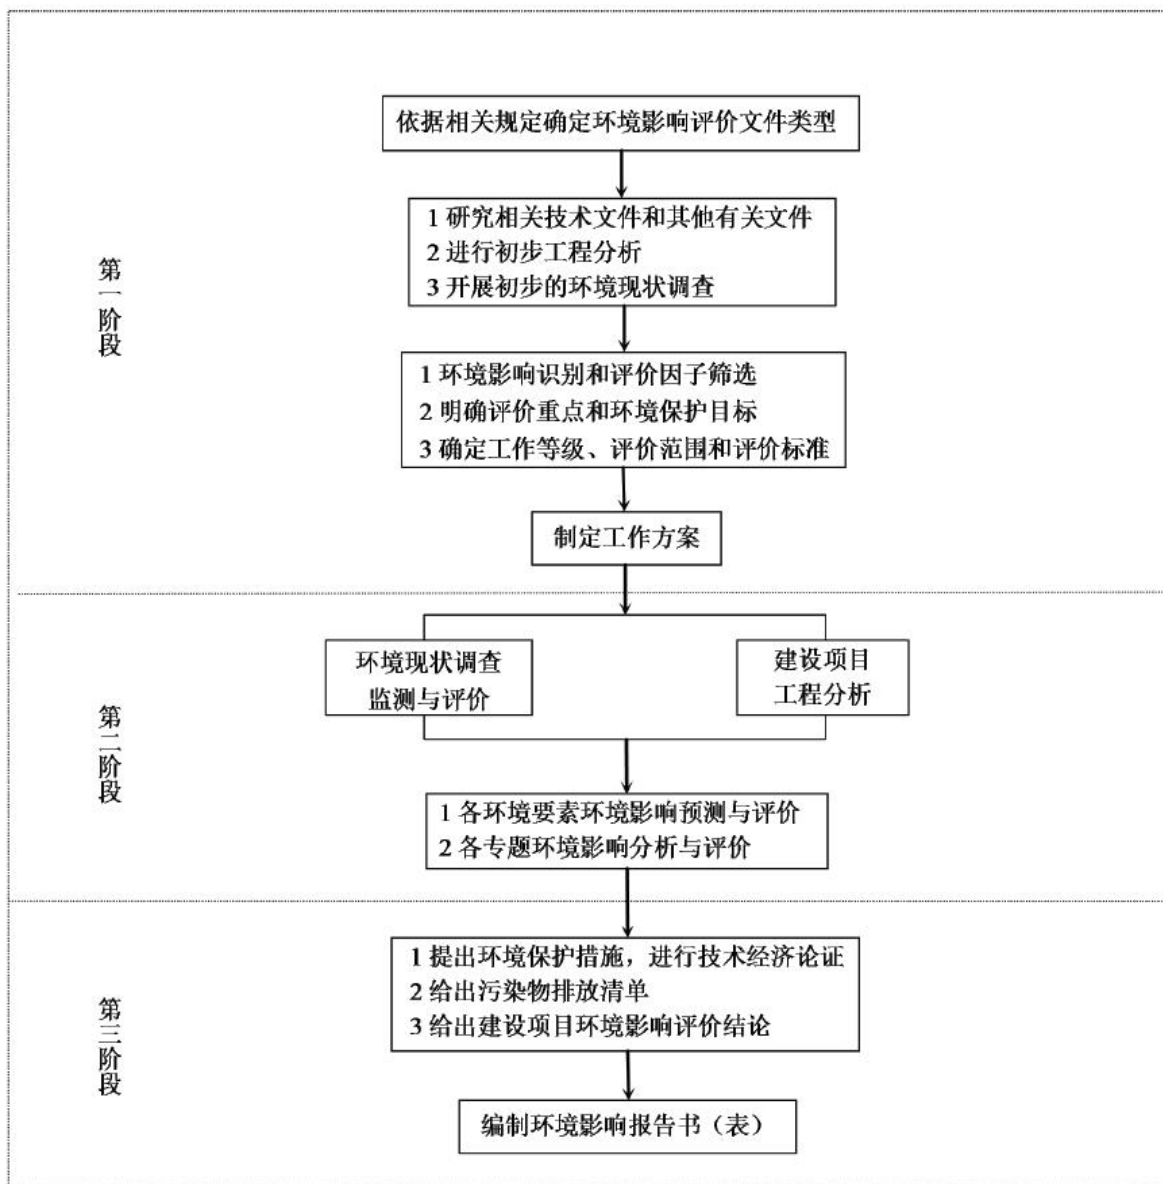 依据相关规定确定环境影响评价文件类型
1 研究相关技术文件和其他有关文件
2 进行初步工程分析
3 开展初步的环境现状调查
第一阶段
1 环境影响识别和评价因子筛选
2 明确评价重点和环境保护目标
3 确定工作等级、评价范围和评价标准
制定工作方案
环境现状调查
监测与评价
建设项目
工程分析
第二阶段
1 各环境要素环境影响预测与评价
2 各专题环境影响分析与评价
1 提出环境保护措施，进行技术经济论证
2 给出污染物排放清单
3 给出建设项目环境影响评价结论
第三阶段
编制环境影响报告书（表）